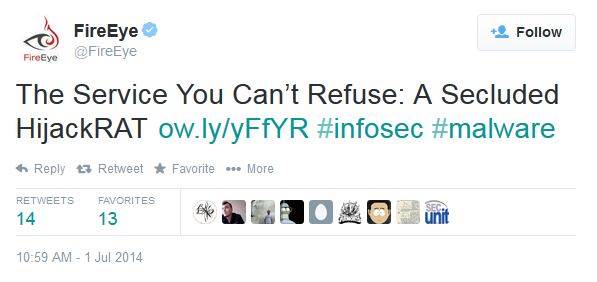 FireEye
@FireEye
FireEye
Follow
The Service You Can't Refuse: A Secluded
HijackRAT ow.ly/yFfYR #infosec #malware
Reply Retweet Favorite More
RETWEETS FAVORITES
14 13
SEC
unit
10:59 AM - 1 Jul 2014